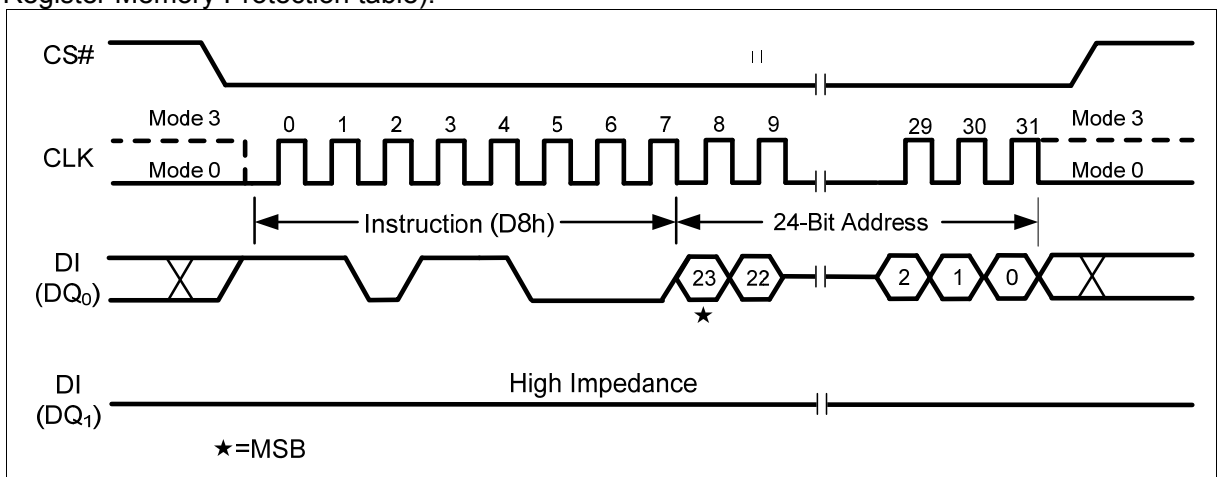 Register Memory Protection table).
CS#
Mode 3 0 1 2 3 4 5 6 7 8 9 29 30 31 Mode 3
CLK
Mode 0 Mode 0
Instruction (D8h) 24-Bit Address
DI
(DQ0) 23 22 2 1 0
★
High Impedance
DI
(DQ1)
★=MSB